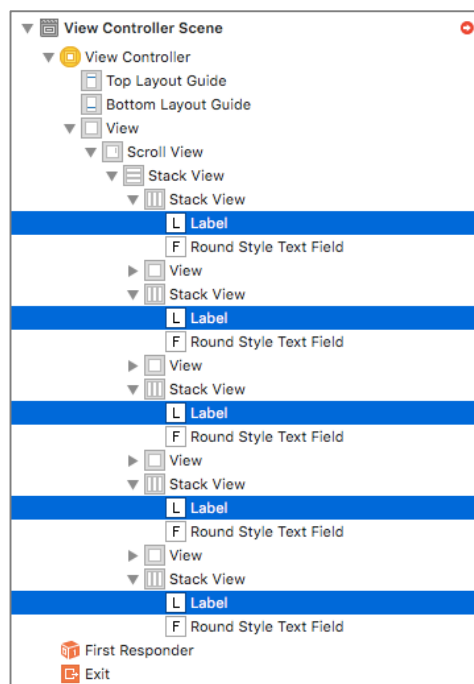 View Controller Scene
View Controller
Top Layout Guide
Bottom Layout Guide
View
Scroll View
Stack View
Stack View
L Label
F Round Style Text Field
View
Stack View
L Label
F Round Style Text Field
View
Stack View
L Label
F Round Style Text Field
View
Stack View
L Label
F Round Style Text Field
View
Stack View
L Label
F Round Style Text Field
First Responder
Exit